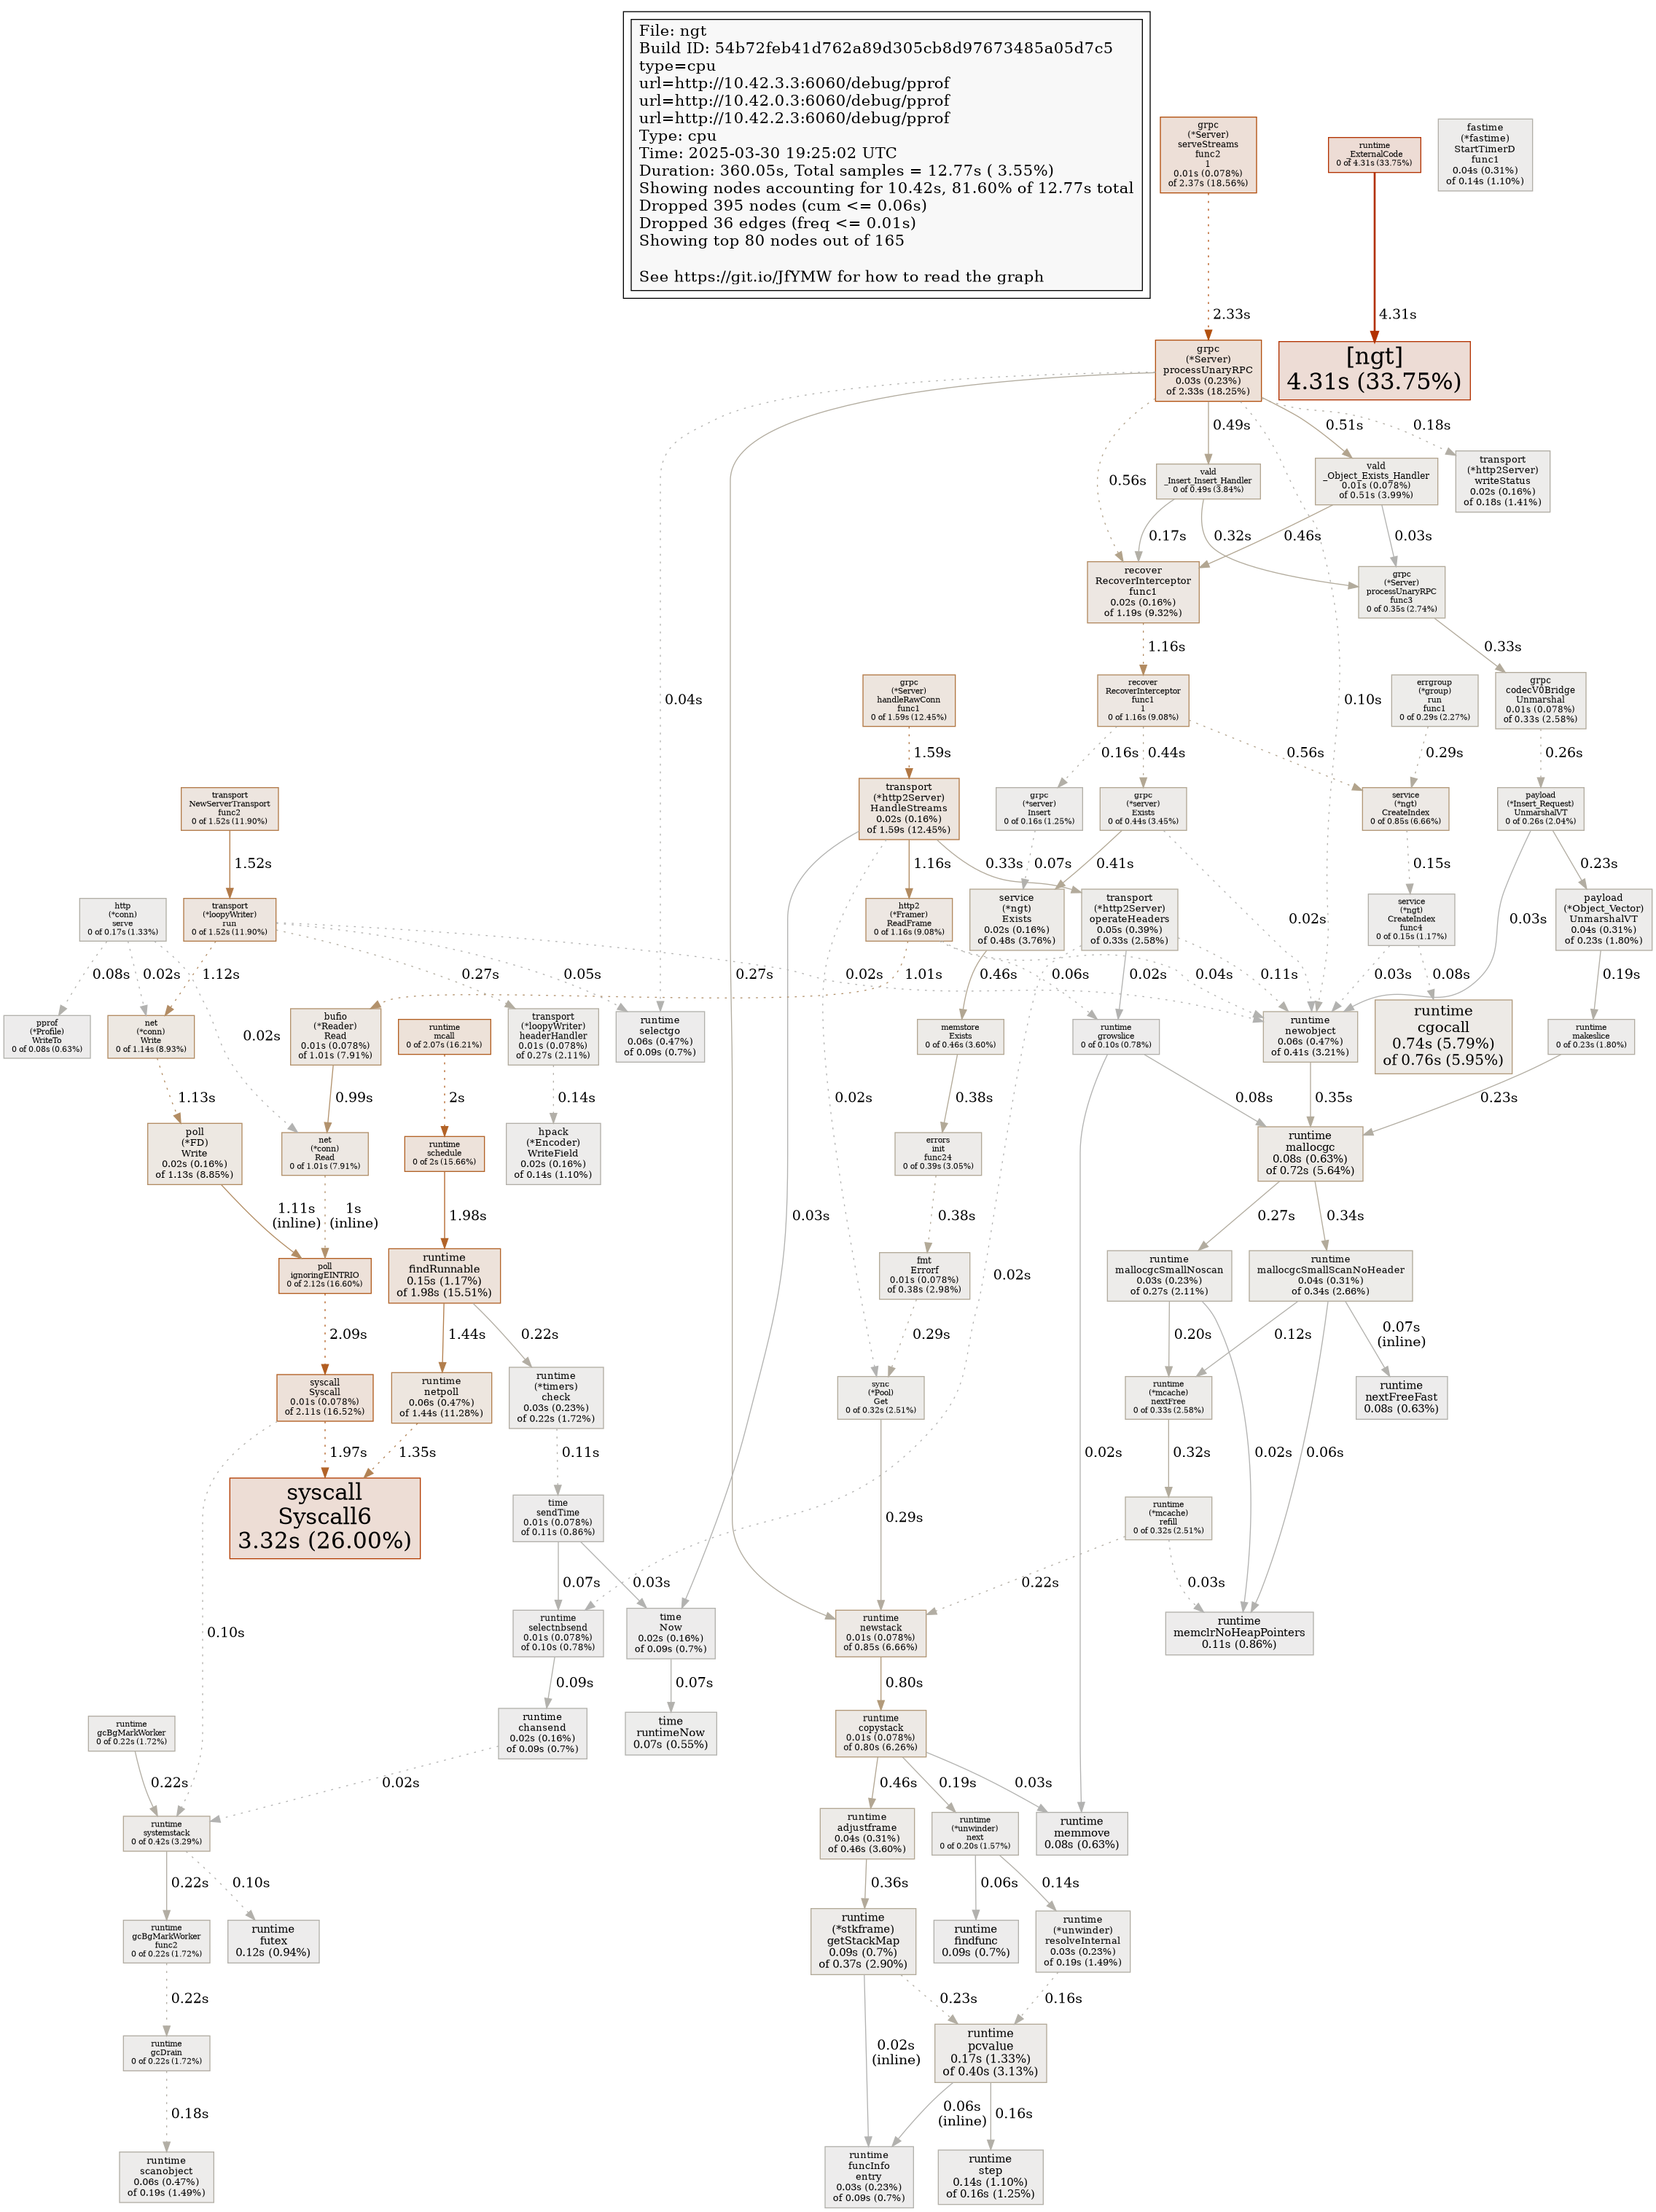 File: ngt
Build ID: 54b72feb41d762a89d305cb8d97673485a05d7c5
type=cpu
url=http://10.42.3.3:6060/debug/pprof
url=http://10.42.0.3:6060/debug/pprof
url=http://10.42.2.3:6060/debug/pprof
Type: cpu
Time: 2025-03-30 19:25:02 UTC
Duration: 360.05s, Total samples = 12.77s ( 3.55%)
Showing nodes accounting for 10.42s, 81.60% of 12.77s total
Dropped 395 nodes (cum <= 0.06s)
Dropped 36 edges (freq <= 0.01s)
Showing top 80 nodes out of 165
See https://git.io/JfYMW for how to read the graph
grpc
(*Server)
serveStreams
func2
1
0.01s (0.078%)
of 2.37s (18.56%)
runtime
_ExternalCode
0 of 4.31s (33.75%)
fastime
(*fastime)
StartTimerD
func1
0.04s (0.31%)
of 0.14s (1.10%)
2.33s
4.31s
grpc
(*Server)
processUnaryRPC
0.03s (0.23%)
of 2.33s (18.25%)
[ngt]
4.31s (33.75%)
0.49s
0.51s
0.18s
0.56s
vald
_Insert_Insert_Handler
0 of 0.49s (3.84%)
vald
_Object_Exists_Handler
0.01s (0.078%)
of 0.51s (3.99%)
transport
(*http2Server)
writeStatus
0.02s (0.16%)
of 0.18s (1.41%)
0.17s
0.32s
0.46s
0.03s
recover
RecoverInterceptor
func1
0.02s (0.16%)
of 1.19s (9.32%)
grpc
(*Server)
processUnaryRPC
func3
0 of 0.35s (2.74%)
1.16s
0.33s
0.04s
0.10s
grpc
(*Server)
handleRawConn
func1
0 of 1.59s (12.45%)
recover
RecoverInterceptor
func1
1
0 of 1.16s (9.08%)
errgroup
(*group)
run
func1
0 of 0.29s (2.27%)
grpc
codecV0Bridge
Unmarshal
0.01s (0.078%)
of 0.33s (2.58%)
1.59s
0.16s
0.44s
0.56s
0.29s
0.26s
transport
NewServerTransport
func2
0 of 1.52s (11.90%)
transport
(*http2Server)
HandleStreams
0.02s (0.16%)
of 1.59s (12.45%)
grpc
(*server)
Insert
0 of 0.16s (1.25%)
grpc
(*server)
Exists
0 of 0.44s (3.45%)
service
(*ngt)
CreateIndex
0 of 0.85s (6.66%)
payload
(*Insert_Request)
UnmarshalVT
0 of 0.26s (2.04%)
1.52s
1.16s
0.33s
0.07s
0.41s
0.15s
0.23s
http
(*conn)
serve
0 of 0.17s (1.33%)
transport
(*loopyWriter)
run
0 of 1.52s (11.90%)
http2
(*Framer)
ReadFrame
0 of 1.16s (9.08%)
service
(*ngt)
Exists
0.02s (0.16%)
of 0.48s (3.76%)
transport
(*http2Server)
operateHeaders
0.05s (0.39%)
of 0.33s (2.58%)
service
(*ngt)
CreateIndex
func4
0 of 0.15s (1.17%)
payload
(*Object_Vector)
UnmarshalVT
0.04s (0.31%)
of 0.23s (1.80%)
0.02s
0.03s
0.08s
0.02s
1.12s
0.27s
0.05s
0.27s
0.02s
1.01s
0.46s
0.06s
0.02s
0.04s
0.11s
0.03s
0.08s
0.19s
0.02s
pprof
(*Profile)
WriteTo
0 of 0.08s (0.63%)
net
(*conn)
Write
0 of 1.14s (8.93%)
bufio
(*Reader)
Read
0.01s (0.078%)
of 1.01s (7.91%)
runtime
mcall
0 of 2.07s (16.21%)
transport
(*loopyWriter)
headerHandler
0.01s (0.078%)
of 0.27s (2.11%)
runtime
selectgo
0.06s (0.47%)
of 0.09s (0.7%)
memstore
Exists
0 of 0.46s (3.60%)
runtime
growslice
0 of 0.10s (0.78%)
runtime
newobject
0.06s (0.47%)
of 0.41s (3.21%)
runtime
cgocall
0.74s (5.79%)
of 0.76s (5.95%)
runtime
makeslice
0 of 0.23s (1.80%)
1.13s
0.99s
2s
0.14s
0.02s
0.38s
0.08s
0.35s
0.23s
poll
(*FD)
Write
0.02s (0.16%)
of 1.13s (8.85%)
net
(*conn)
Read
0 of 1.01s (7.91%)
runtime
schedule
0 of 2s (15.66%)
hpack
(*Encoder)
WriteField
0.02s (0.16%)
of 0.14s (1.10%)
errors
init
func24
0 of 0.39s (3.05%)
runtime
mallocgc
0.08s (0.63%)
of 0.72s (5.64%)
1.11s
(inline)
1s
(inline)
1.98s
0.03s
0.38s
0.27s
0.34s
poll
ignoringEINTRIO
0 of 2.12s (16.60%)
runtime
findRunnable
0.15s (1.17%)
of 1.98s (15.51%)
fmt
Errorf
0.01s (0.078%)
of 0.38s (2.98%)
0.02s
runtime
mallocgcSmallNoscan
0.03s (0.23%)
of 0.27s (2.11%)
runtime
mallocgcSmallScanNoHeader
0.04s (0.31%)
of 0.34s (2.66%)
2.09s
1.44s
0.22s
0.29s
0.20s
0.12s
0.07s
(inline)
syscall
Syscall
0.01s (0.078%)
of 2.11s (16.52%)
runtime
netpoll
0.06s (0.47%)
of 1.44s (11.28%)
runtime
(*timers)
check
0.03s (0.23%)
of 0.22s (1.72%)
sync
(*Pool)
Get
0 of 0.32s (2.51%)
runtime
(*mcache)
nextFree
0 of 0.33s (2.58%)
runtime
nextFreeFast
0.08s (0.63%)
1.97s
1.35s
0.11s
0.02s
0.32s
0.02s
0.06s
syscall
Syscall6
3.32s (26.00%)
time
sendTime
0.01s (0.078%)
of 0.11s (0.86%)
0.29s
runtime
(*mcache)
refill
0 of 0.32s (2.51%)
0.10s
0.07s
0.03s
0.22s
0.03s
runtime
selectnbsend
0.01s (0.078%)
of 0.10s (0.78%)
time
Now
0.02s (0.16%)
of 0.09s (0.7%)
runtime
newstack
0.01s (0.078%)
of 0.85s (6.66%)
runtime
memclrNoHeapPointers
0.11s (0.86%)
0.09s
0.07s
0.80s
runtime
gcBgMarkWorker
0 of 0.22s (1.72%)
runtime
chansend
0.02s (0.16%)
of 0.09s (0.7%)
time
runtimeNow
0.07s (0.55%)
runtime
copystack
0.01s (0.078%)
of 0.80s (6.26%)
0.22s
0.02s
0.46s
0.19s
0.03s
runtime
systemstack
0 of 0.42s (3.29%)
runtime
adjustframe
0.04s (0.31%)
of 0.46s (3.60%)
runtime
(*unwinder)
next
0 of 0.20s (1.57%)
runtime
memmove
0.08s (0.63%)
0.22s
0.10s
0.36s
0.06s
0.14s
runtime
gcBgMarkWorker
func2
0 of 0.22s (1.72%)
runtime
futex
0.12s (0.94%)
runtime
(*stkframe)
getStackMap
0.09s (0.7%)
of 0.37s (2.90%)
runtime
findfunc
0.09s (0.7%)
runtime
(*unwinder)
resolveInternal
0.03s (0.23%)
of 0.19s (1.49%)
0.22s
0.23s
0.16s
runtime
gcDrain
0 of 0.22s (1.72%)
0.02s
(inline)
runtime
pcvalue
0.17s (1.33%)
of 0.40s (3.13%)
0.18s
0.06s
(inline)
0.16s
runtime
scanobject
0.06s (0.47%)
of 0.19s (1.49%)
runtime
funcInfo
entry
0.03s (0.23%)
of 0.09s (0.7%)
runtime
step
0.14s (1.10%)
of 0.16s (1.25%)